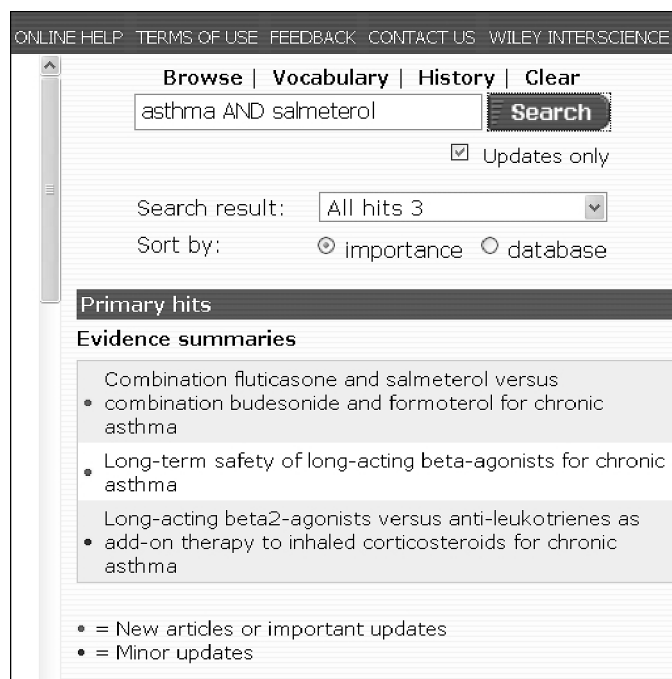 ONLINE HELP TERMS OF USE FEEDBACK CONTACT US WILEY INTERSCIENCE
Browse | Vocabulary | History | Clear
asthma AND salmeterol Search
Updates only
Search result: All hits 3
Sort by: importance database
Primary hits
Evidence summaries
Combination fluticasone and salmeterol versus
• combination budesonide and formoterol for chronic
asthma
• Long-term safety of long-acting beta-agonists for chronic
asthma
Long-acting beta2-agonists versus anti-leukotrienes as
• add-on therapy to inhaled corticosteroids for chronic
asthma
• = New articles or important updates
• = Minor updates